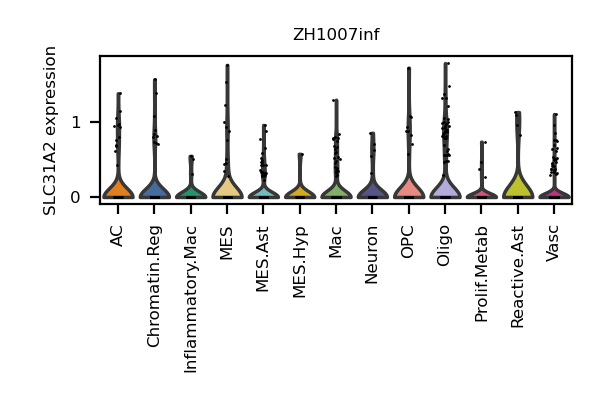 ZH1007inf
SLC31A2 expression
1
0
AC
Chromatin.Reg
Inflammatory.Mac
MES
MES.Ast
MES.Hyp
Mac
Neuron
OPC
Oligo
Prolif.Metab
Reactive.Ast
Vasc